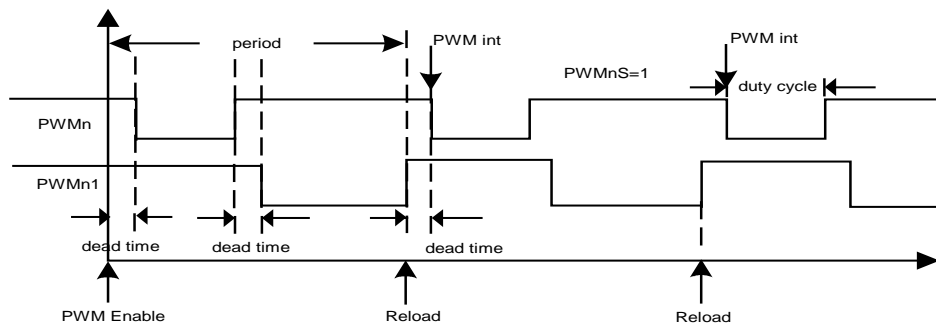 period
PWM int
PWM int
PWMnS=1
duty cycle
PWMn
PWMn1
dead time
dead time
dead time
PWM Enable
Reload
Reload